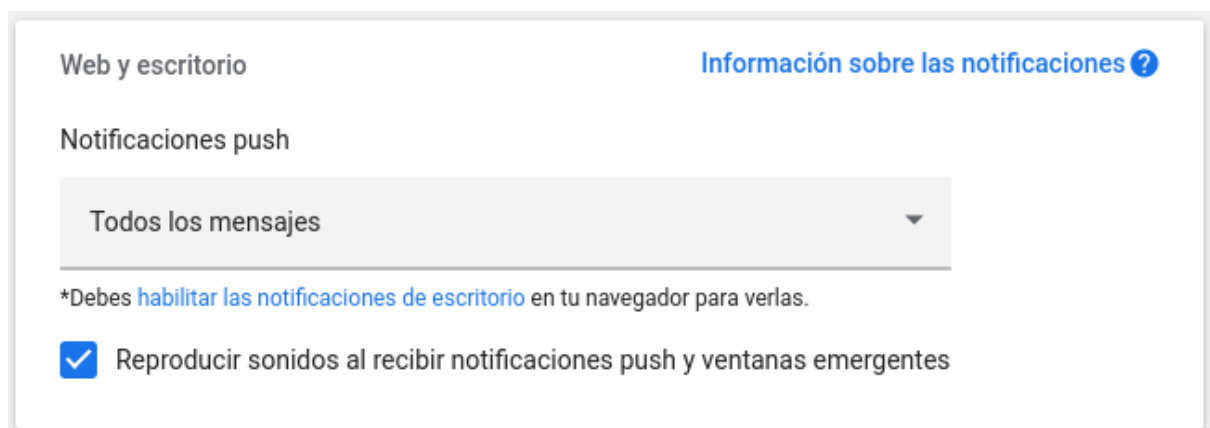 Web y escritorio
Información sobre las notificaciones
Notificaciones push
Todos los mensajes
*Debes habilitar las notificaciones de escritorio en tu navegador para verlas.
Reproducir sonidos al recibir notificaciones push y ventanas emergentes